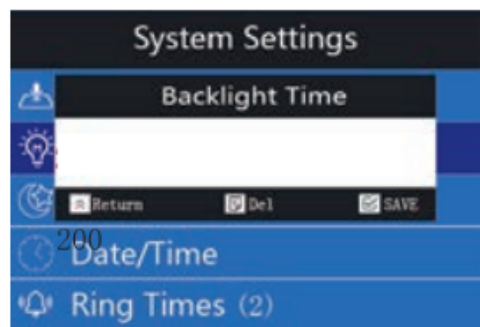 System Settings
Backlight Time
Return Del SAVE
200
Date/Time
Ring Times (2)